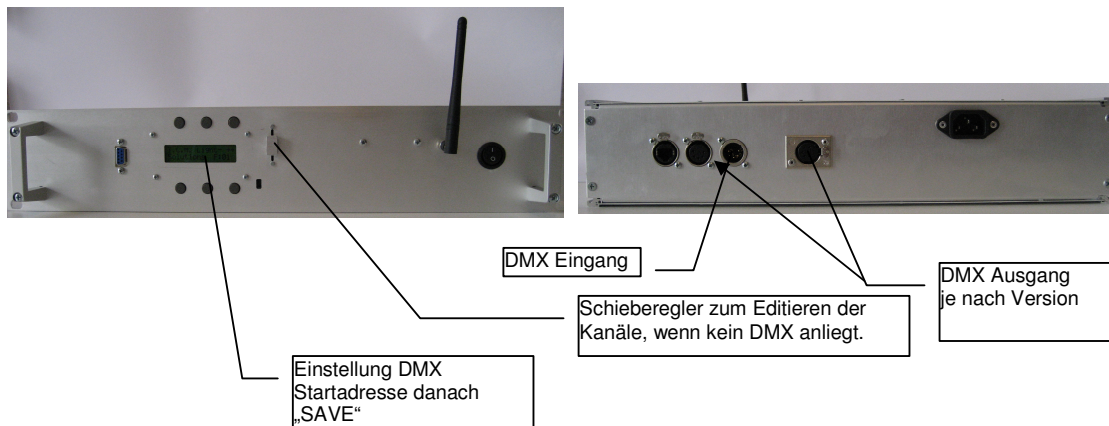 DMX Eingang
DMX Ausgang
je nach Version
Schieberegler zum Editieren der
Kanäle, wenn kein DMX anliegt.
Einstellung DMX
Startadresse danach
„SAVE“